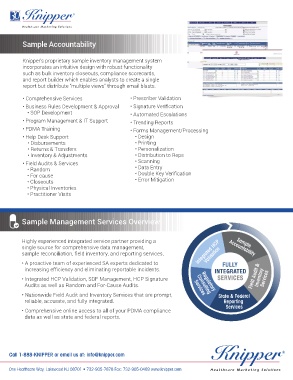 Knipper®
Healthcare Marketing Solutions
Sample Accountability
Knipper's proprietary sample inventory management system
incorporates an intuitive design with robust functionality
such as bulk inventory closeouts, compliance scorecards,
and report builder which enables analysts to create a single
report but distribute "multiple views" through email blasts.
• Comprehensive Services
• Business Rules Development & Approval
• SOP Development
• Program Management & IT Support
• PDMA Training
• Help Desk Support
• Disbursements
• Returns & Transfers
• Inventory & Adjustments
• Field Audits & Services
• Random
• For-cause
• Closeouts
• Physical Inventories
• Practitioner Visits
• Prescriber Validation
• Signature Verification
• Automated Escalations
• Trending Reports
• Forms Management/Processing
• Design
• Printing
• Personalization
• Distribution to Reps
• Scanning
• Data Entry
• Double Key Verification
• Error Mitigation
Sample Management Services Overview
Highly experienced integrated service partner providing a
single source for comprehensive data management,
sample reconciliation, field inventory, and reporting services.
• A proactive team of experienced SA experts dedicated to
increasing efficiency and eliminating reportable incidents.
• Integrated HCP Validation, SDP Management, HCP Signature
Audits as well as Random and For-Cause Audits.
• Nationwide Field Audit and Inventory Services that are prompt,
reliable, accurate, and fully integrated.
• Comprehensive online access to all of your PDMA compliance
data as well as state and federal reports.
Sample
Accountability
FULLY
INTEGRATED
SERVICES
State & Federal
Reporting
Services
Call 1-888-KNIPPER or email us at: info@knipper.com
One Healthcare Way, Lakewood NJ 08701 • 732-905-7878 Fax: 732-905-0469 www.knipper.com
Knipper®
Healthcare Marketing Solutions